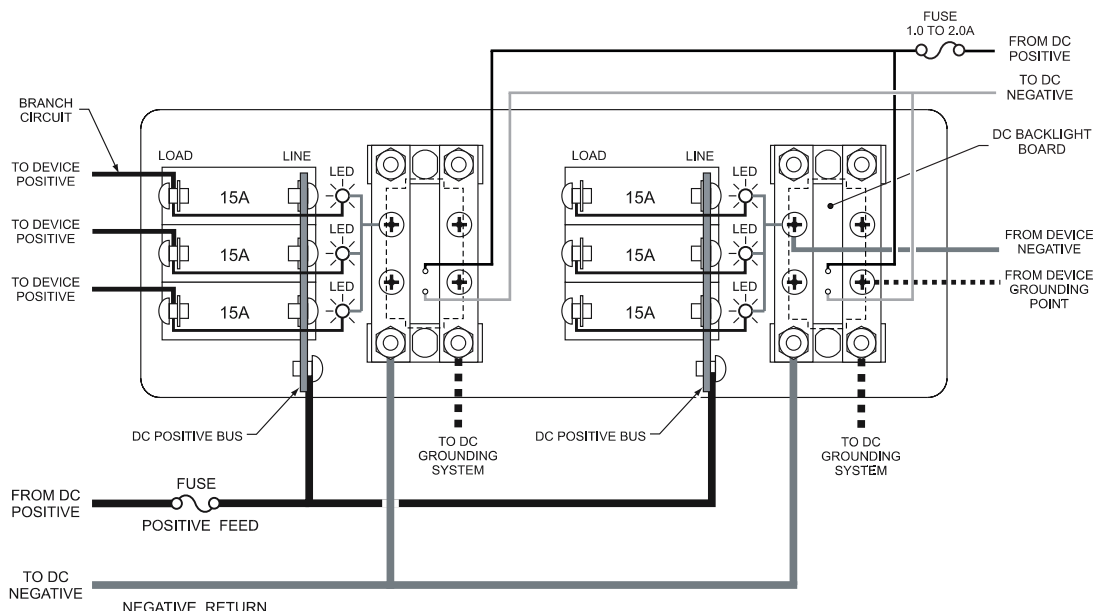 FUSE
1.0 TO 2.0A
FROM DC
POSITIVE
TO DC
NEGATIVE
DC BACKLIGHT
BOARD
BRANCH
CIRCUIT
LOAD
LINE
LED
LOAD
LINE
LED
TO DEVICE
POSITIVE
15A
15A
LED
LED
TO DEVICE
POSITIVE
15A
15A
FROM DEVICE
NEGATIVE
LED
LED
TO DEVICE
POSITIVE
15A
15A
FROM DEVICE
GROUNDING
POINT
DC POSITIVE BUS
TO DC
GROUNDING
SYSTEM
DC POSITIVE BUS
TO DC
GROUNDING
SYSTEM
FROM DC
POSITIVE
FUSE
POSITIVE FEED
TO DC
NEGATIVE
NEGATIVE RETURN